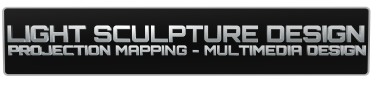 LIGHT SCULPTURE DESIGN
PROJECTION MAPPING - MULTIMEDIA DESIGN